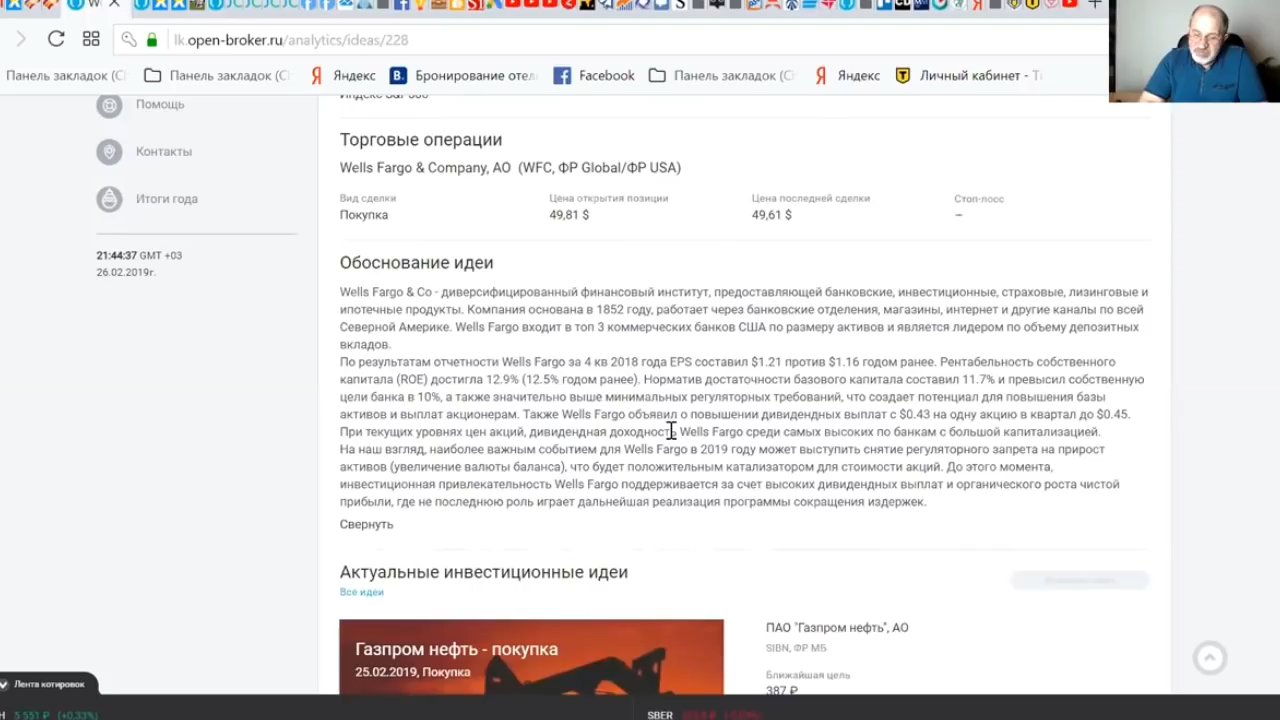 lk.open-broker.ru/analytics/ideas/228
Панель закладок (С
Панель закладок (С
Яндекс
Бронирование отел
Facebook
Панель закладок (С
Яндекс
Личный кабинет - Т
Помощь
Контакты
Итоги года
21:44:37 GMT +03
26.02.2019г.
Индекс S&P 500
Торговые операции
Wells Fargo & Company, АО (WFC, ФР Global/ФР USA)
Вид сделки
Цена открытия позиции
Цена последней сделки
Стоп-лосс
Покупка
49,81 $
49,61 $
–
Обоснование идеи
Wells Fargo & Co - диверсифицированный финансовый институт, предоставляющей банковские, инвестиционные, страховые, лизинговые и
ипотечные продукты. Компания основана в 1852 году, работает через банковские отделения, магазины, интернет и другие каналы по всей
Северной Америке. Wells Fargo входит в топ 3 коммерческих банков США по размеру активов и является лидером по объему депозитных
вкладов.
По результатам отчетности Wells Fargo за 4 кв 2018 года EPS составил $1.21 против $1.16 годом ранее. Рентабельность собственного
капитала (ROE) достигла 12.9% (12.5% годом ранее). Норматив достаточности базового капитала составил 11.7% и превысил собственную
цели банка в 10%, а также значительно выше минимальных регуляторных требований, что создает потенциал для повышения базы
активов и выплат акционерам. Также Wells Fargo объявил о повышении дивидендных выплат с $0.43 на одну акцию в квартал до $0.45.
При текущих уровнях цен акций, дивидендная доходность Wells Fargo среди самых высоких по банкам с большой капитализацией.
На наш взгляд, наиболее важным событием для Wells Fargo в 2019 году может выступить снятие регуляторного запрета на прирост
активов (увеличение валюты баланса), что будет положительным катализатором для стоимости акций. До этого момента,
инвестиционная привлекательность Wells Fargo поддерживается за счет высоких дивидендных выплат и органического роста чистой
прибыли, где не последнюю роль играет дальнейшая реализация программы сокращения издержек.
Свернуть
Актуальные инвестиционные идеи
Все идеи
Газпром нефть - покупка
25.02.2019, Покупка
ПАО "Газпром нефть", АО
SIBN, ФР МБ
Ближайшая цель
387 ₽
Лента котировок
5 551 ₽ (+0,33%)
SBER